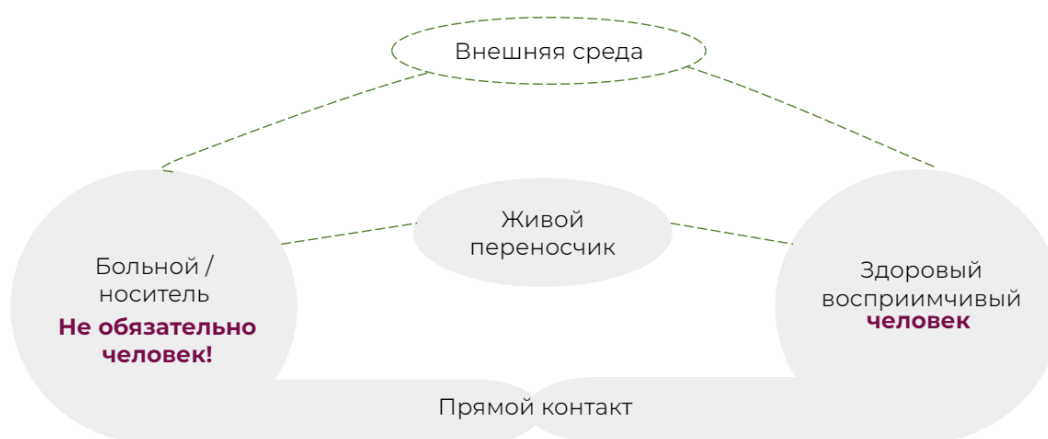 Внешняя среда
Живой
переносчик
Больной /
носитель
Не обязательно
человек!
Здоровый
восприимчивый
человек
Прямой контакт